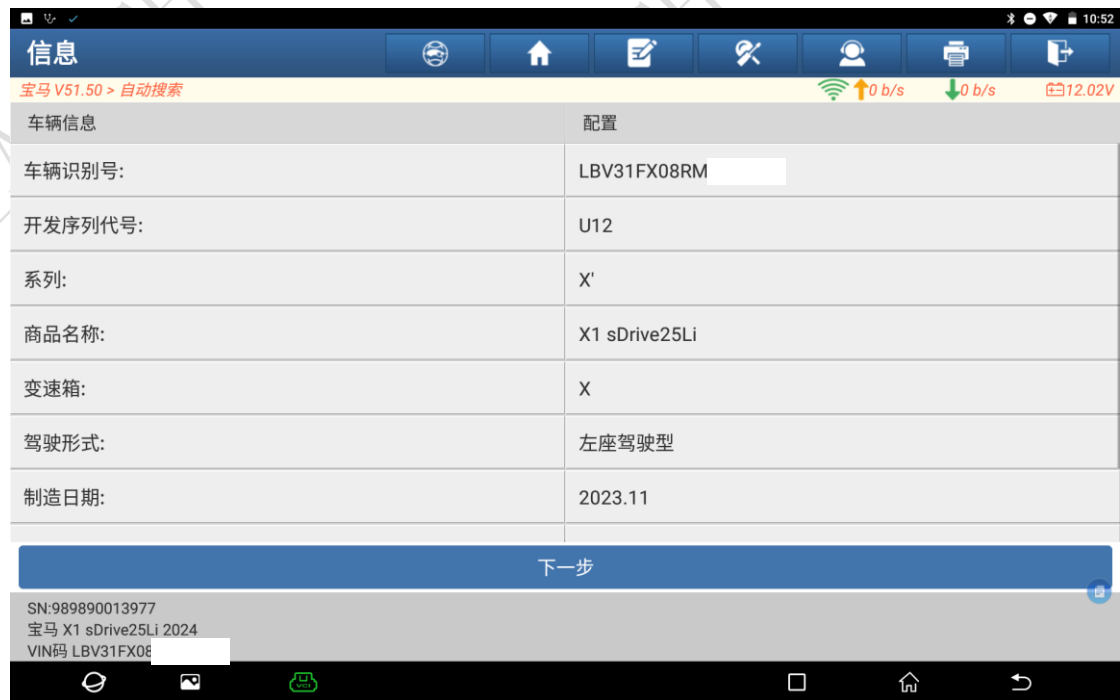 10:52
信息
宝马 V51.50 > 自动搜索 0 b/s 0 b/s 12.02V
车辆信息 配置
车辆识别号: LBV31FX08RM
开发序列代号: U12
系列: X'
商品名称: X1 sDrive25Li
变速箱: X
驾驶形式: 左座驾驶型
制造日期: 2023.11
下一步
SN:989890013977
宝马 X1 sDrive25Li 2024
VIN码 LBV31FX08
VCI